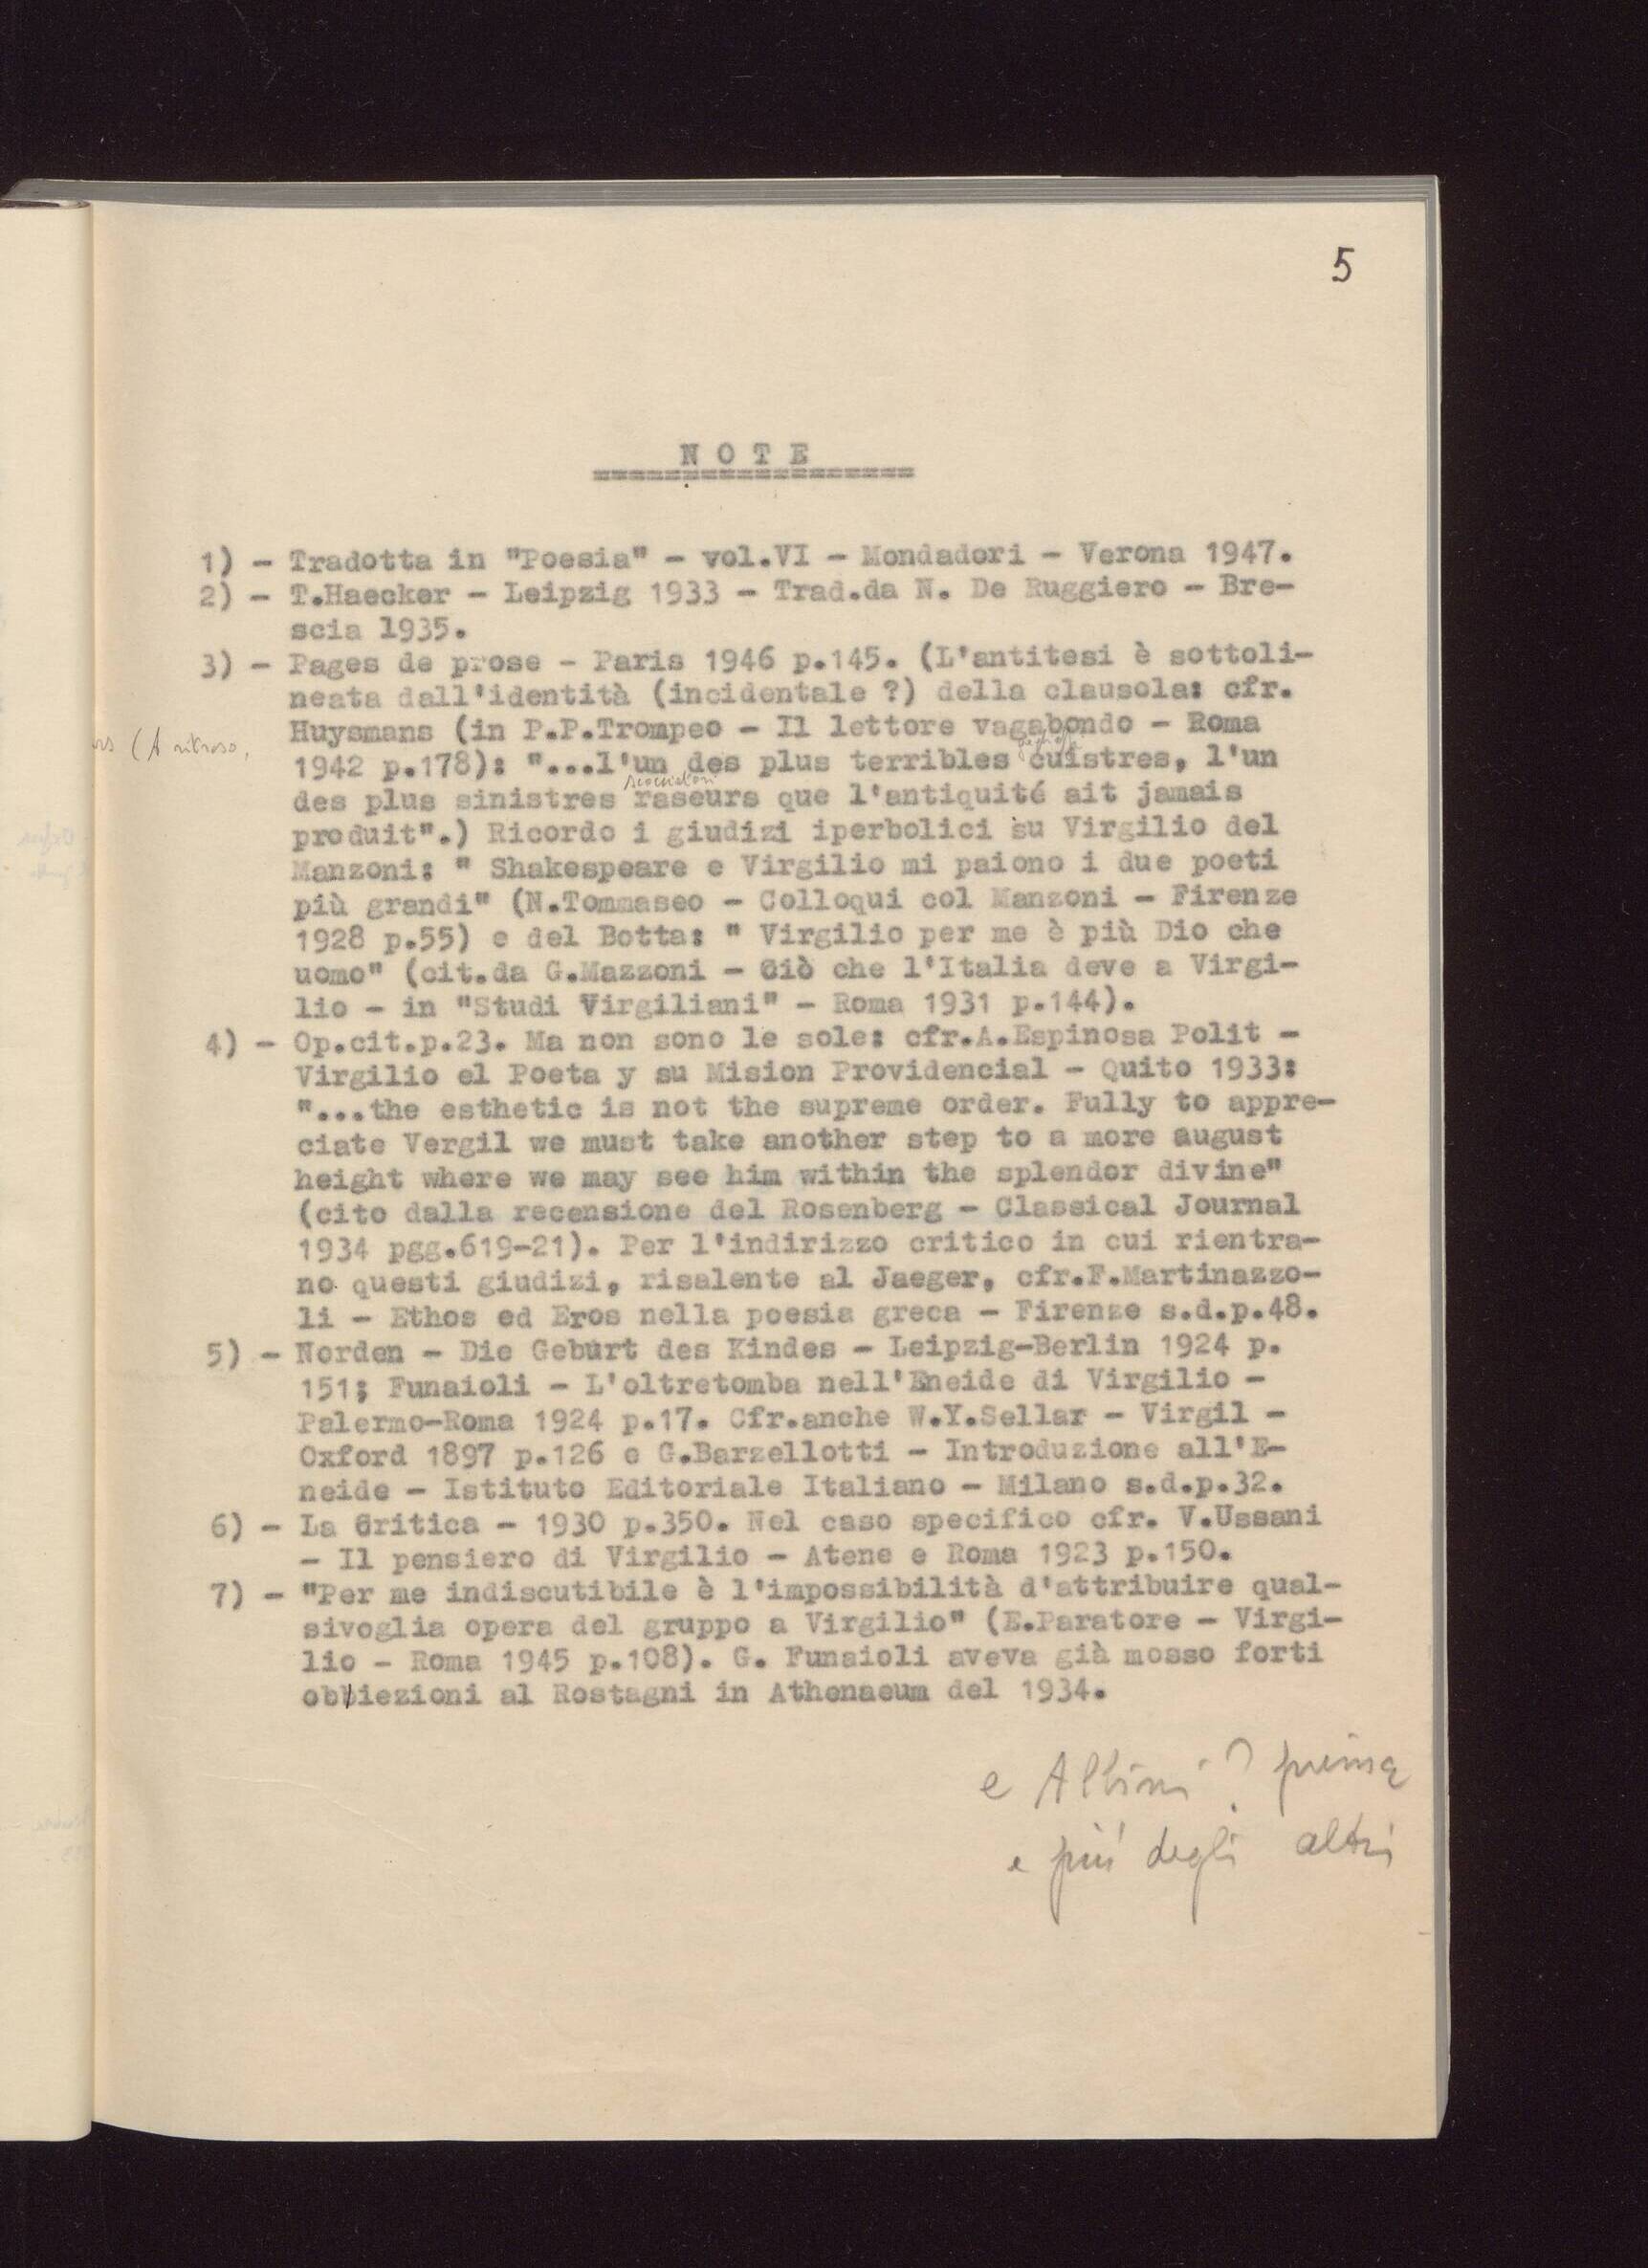 5
N O T E
1) - Tradotta in "Poesia" - vol.VI - Mondadori - Verona 1947.
2) - T.Haecker - Leipzig 1933 - Trad.da N. De Ruggiero - Bre-
scia 1935.
3) - Pages de prose - Paris 1946 p.145. (L'antitesi è sottoli-
neata dall'identità (incidentale ?) della clausola: cfr.
Huysmans (in P.P.Trompeo - Il lettore vagabondo - Roma
(A ritroso,
1942 p.178): "...l'un des plus terribles cuistres, l'un
seccatori
des plus sinistres raseurs que l'antiquité ait jamais
produit".) Ricordo i giudizi iperbolici su Virgilio del
Manzoni: " Shakespeare e Virgilio mi paiono i due poeti
più grandi" (N.Tommaseo - Colloqui col Manzoni - Firenze
1928 p.55) e del Botta: " Virgilio per me è più Dio che
uomo" (cit.da G.Mazzoni - Ciò che l'Italia deve a Virgi-
lio - in "Studi Virgiliani" - Roma 1931 p.144).
4) - Op.cit.p.23. Ma non sono le sole: cfr.A.Espinosa Polit -
Virgilio el Poeta y su Mision Providencial - Quito 1933:
"...the esthetic is not the supreme order. Fully to appre-
ciate Vergil we must take another step to a more august
height where we may see him within the splendor divine"
(cito dalla recensione del Rosenberg - Classical Journal
1934 pgg.619-21). Per l'indirizzo critico in cui rientra-
no questi giudizi, risalente al Jaeger, cfr.F.Martinazzo-
li - Ethos ed Eros nella poesia greca - Firenze s.d.p.48.
5) - Norden - Die Geburt des Kindes - Leipzig-Berlin 1924 p.
151; Funaioli - L'oltretomba nell'Eneide di Virgilio -
Palermo-Roma 1924 p.17. Cfr.anche W.Y.Sellar - Virgil -
Oxford 1897 p.126 e G.Barzellotti - Introduzione all'E-
neide - Istituto Editoriale Italiano - Milano s.d.p.32.
6) - La Critica - 1930 p.350. Nel caso specifico cfr. V.Ussani
- Il pensiero di Virgilio - Atene e Roma 1923 p.150.
7) - "Per me indiscutibile è l'impossibilità d'attribuire qual-
sivoglia opera del gruppo a Virgilio" (E.Paratore - Virgi-
lio - Roma 1945 p.108). G. Funaioli aveva già mosso forti
obbiezioni al Rostagni in Athenaeum del 1934.
e Albini ? prima
e più degli altri